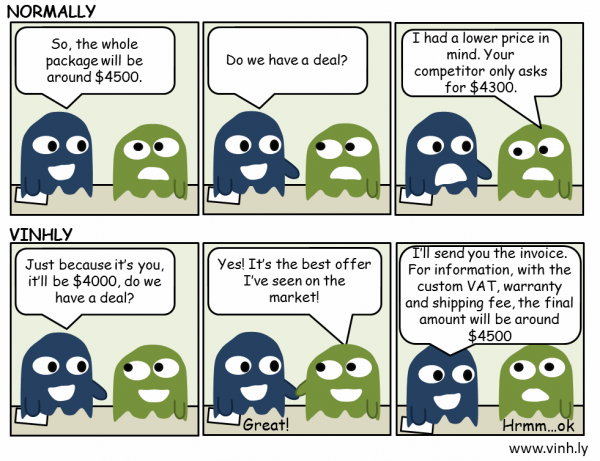 NORMALLY
So, the whole
package will be
around $4500.
Do we have a deal?
I had a lower price in
mind. Your
competitor only asks
for $4300.
VINHLY
Just because it's you,
it'll be $4000, do we
have a deal?
Yes! It's the best offer
I've seen on the
market!
Great!
I'll send you the invoice.
For information, with the
custom VAT, warranty
and shipping fee, the final
amount will be around
$4500
Hrmm...ok
www.vinh.ly